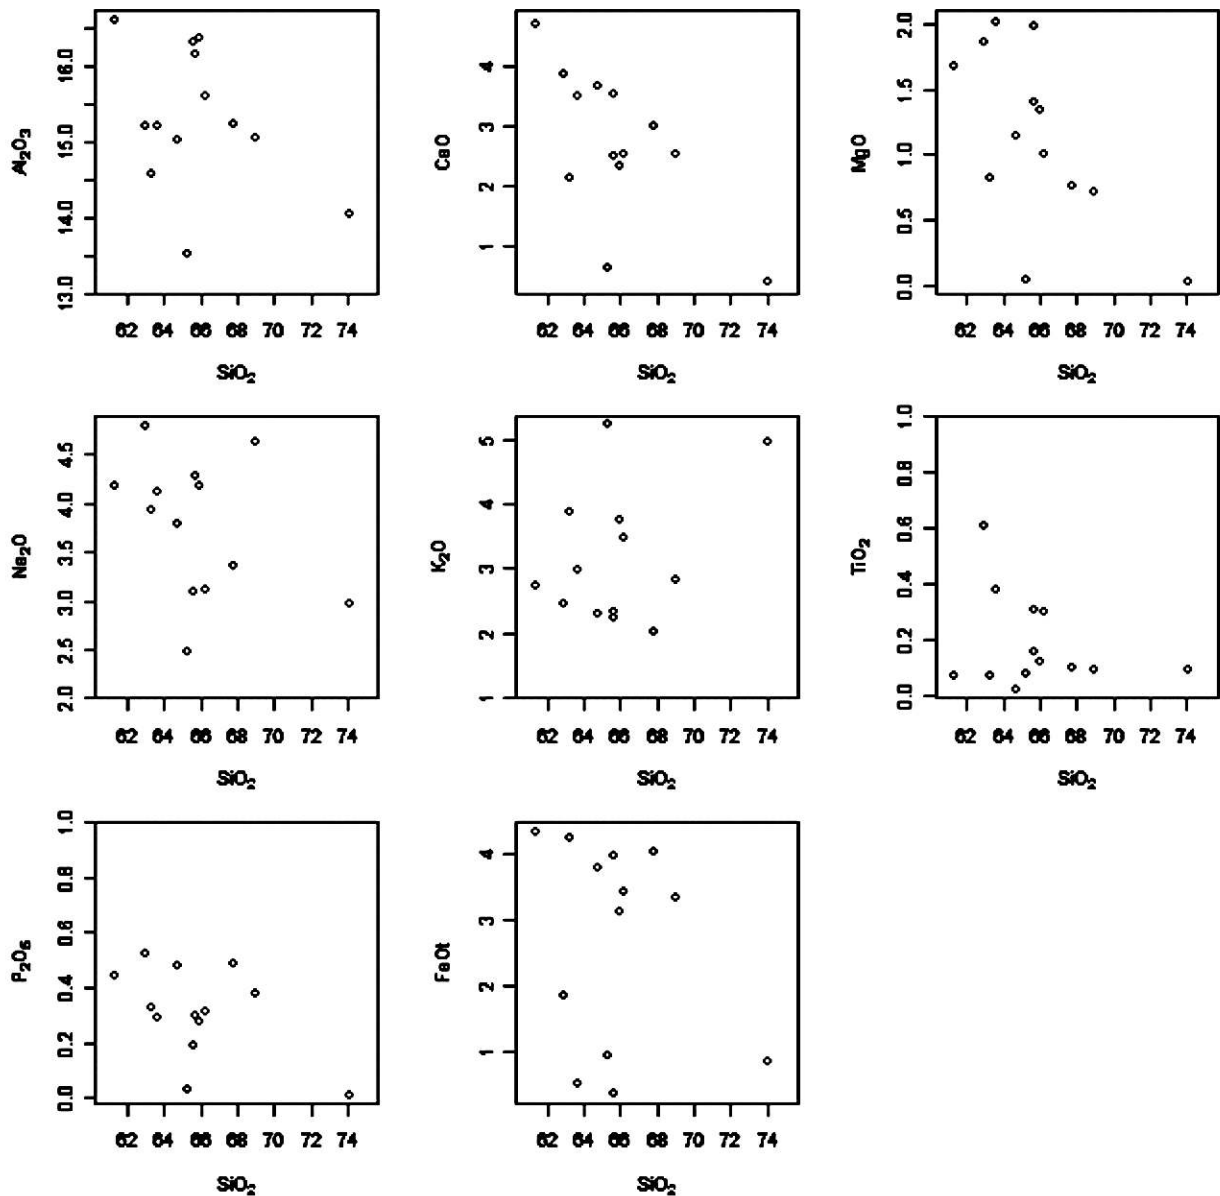 Al₂O₃
13.0 14.0 15.0 16.0
62 64 66 68 70 72 74
SiO₂
CaO
1 2 3 4
62 64 66 68 70 72 74
SiO₂
MgO
0.0 0.5 1.0 1.5 2.0
62 64 66 68 70 72 74
SiO₂
Na₂O
2.0 2.5 3.0 3.5 4.0 4.5
62 64 66 68 70 72 74
SiO₂
K₂O
1 2 3 4 5
62 64 66 68 70 72 74
SiO₂
TiO₂
0.0 0.2 0.4 0.6 0.8 1.0
62 64 66 68 70 72 74
SiO₂
P₂O₅
0.0 0.2 0.4 0.6 0.8 1.0
62 64 66 68 70 72 74
SiO₂
FeOt
1 2 3 4
62 64 66 68 70 72 74
SiO₂